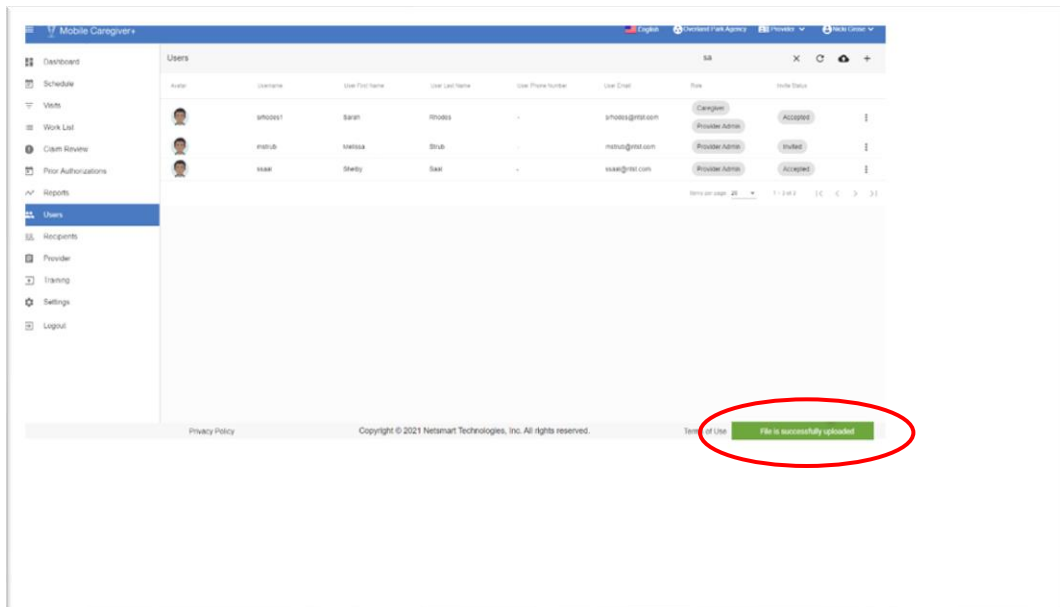 Mobile Caregiver+ English Overland Park Agency Provider Nicki Grose
Dashboard
Schedule
Visits
Work List
Claim Review
Prior Authorizations
Reports
Users
Recipients
Provider
Training
Settings
Logout
Users sa
Avatar Username User First Name User Last Name User Phone Number User Email Role Invite Status
srhodes1 Sarah Rhodes - srhodes@ntst.com Caregiver Provider Admin Accepted
mstrub Melissa Strub - mstrub@ntst.com Provider Admin Invited
ssaal Shelby Saal - ssaal@ntst.com Provider Admin Accepted
Items per page: 20 1 - 3 of 3
Privacy Policy Copyright © 2021 Netsmart Technologies, Inc. All rights reserved. Terms of Use File is successfully uploaded